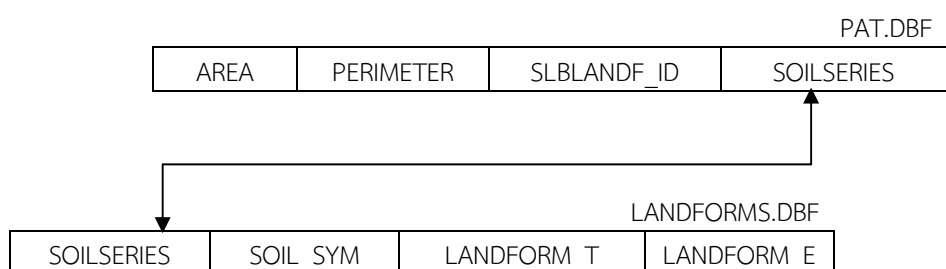 PAT.DBF
AREA PERIMETER SLBLANDF_ID SOILSERIES
LANDFORMS.DBF
SOILSERIES SOIL_SYM LANDFORM_T LANDFORM_E